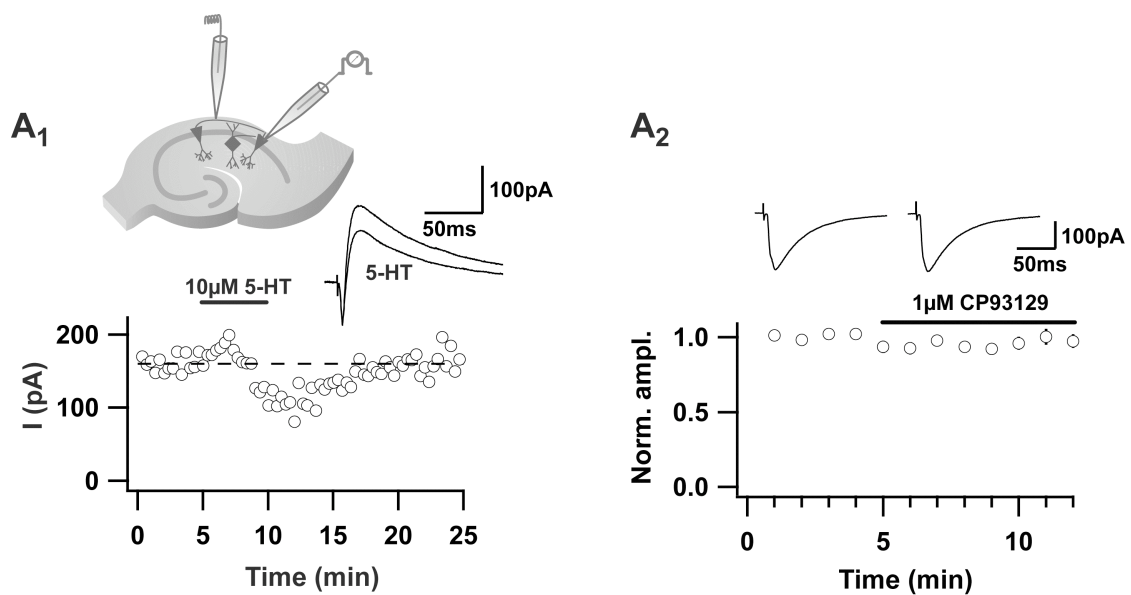 A1
A2
100pA
50ms
5-HT
10µM 5-HT
200
100
0
I (pA)
0 5 10 15 20 25
Time (min)
100pA
50ms
1µM CP93129
1.0
0.5
0.0
Norm. ampl.
0 5 10
Time (min)